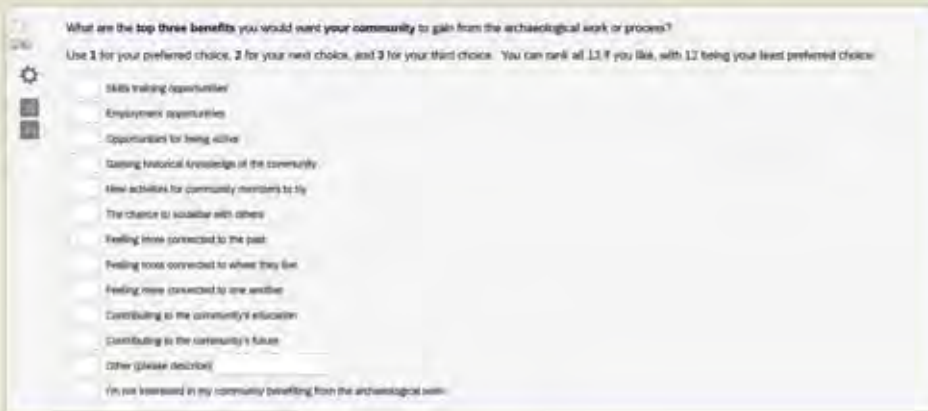 What are the top three benefits you would want your community to gain from the archaeological work or process?
Use 1 for your preferred choice, 2 for your next choice, and 3 for your third choice. You can rank all 12 if you like, with 12 being your least preferred choice.
Skills training opportunities
Employment opportunities
Opportunities for being active
Gaining historical knowledge of the community
New activities for community members to try
The chance to socialise with others
Feeling more connected to the past
Feeling more connected to where they live
Feeling more connected to one another
Contributing to the community's education
Contributing to the community's future
Other (please describe)
I'm not interested in my community benefiting from the archaeological work